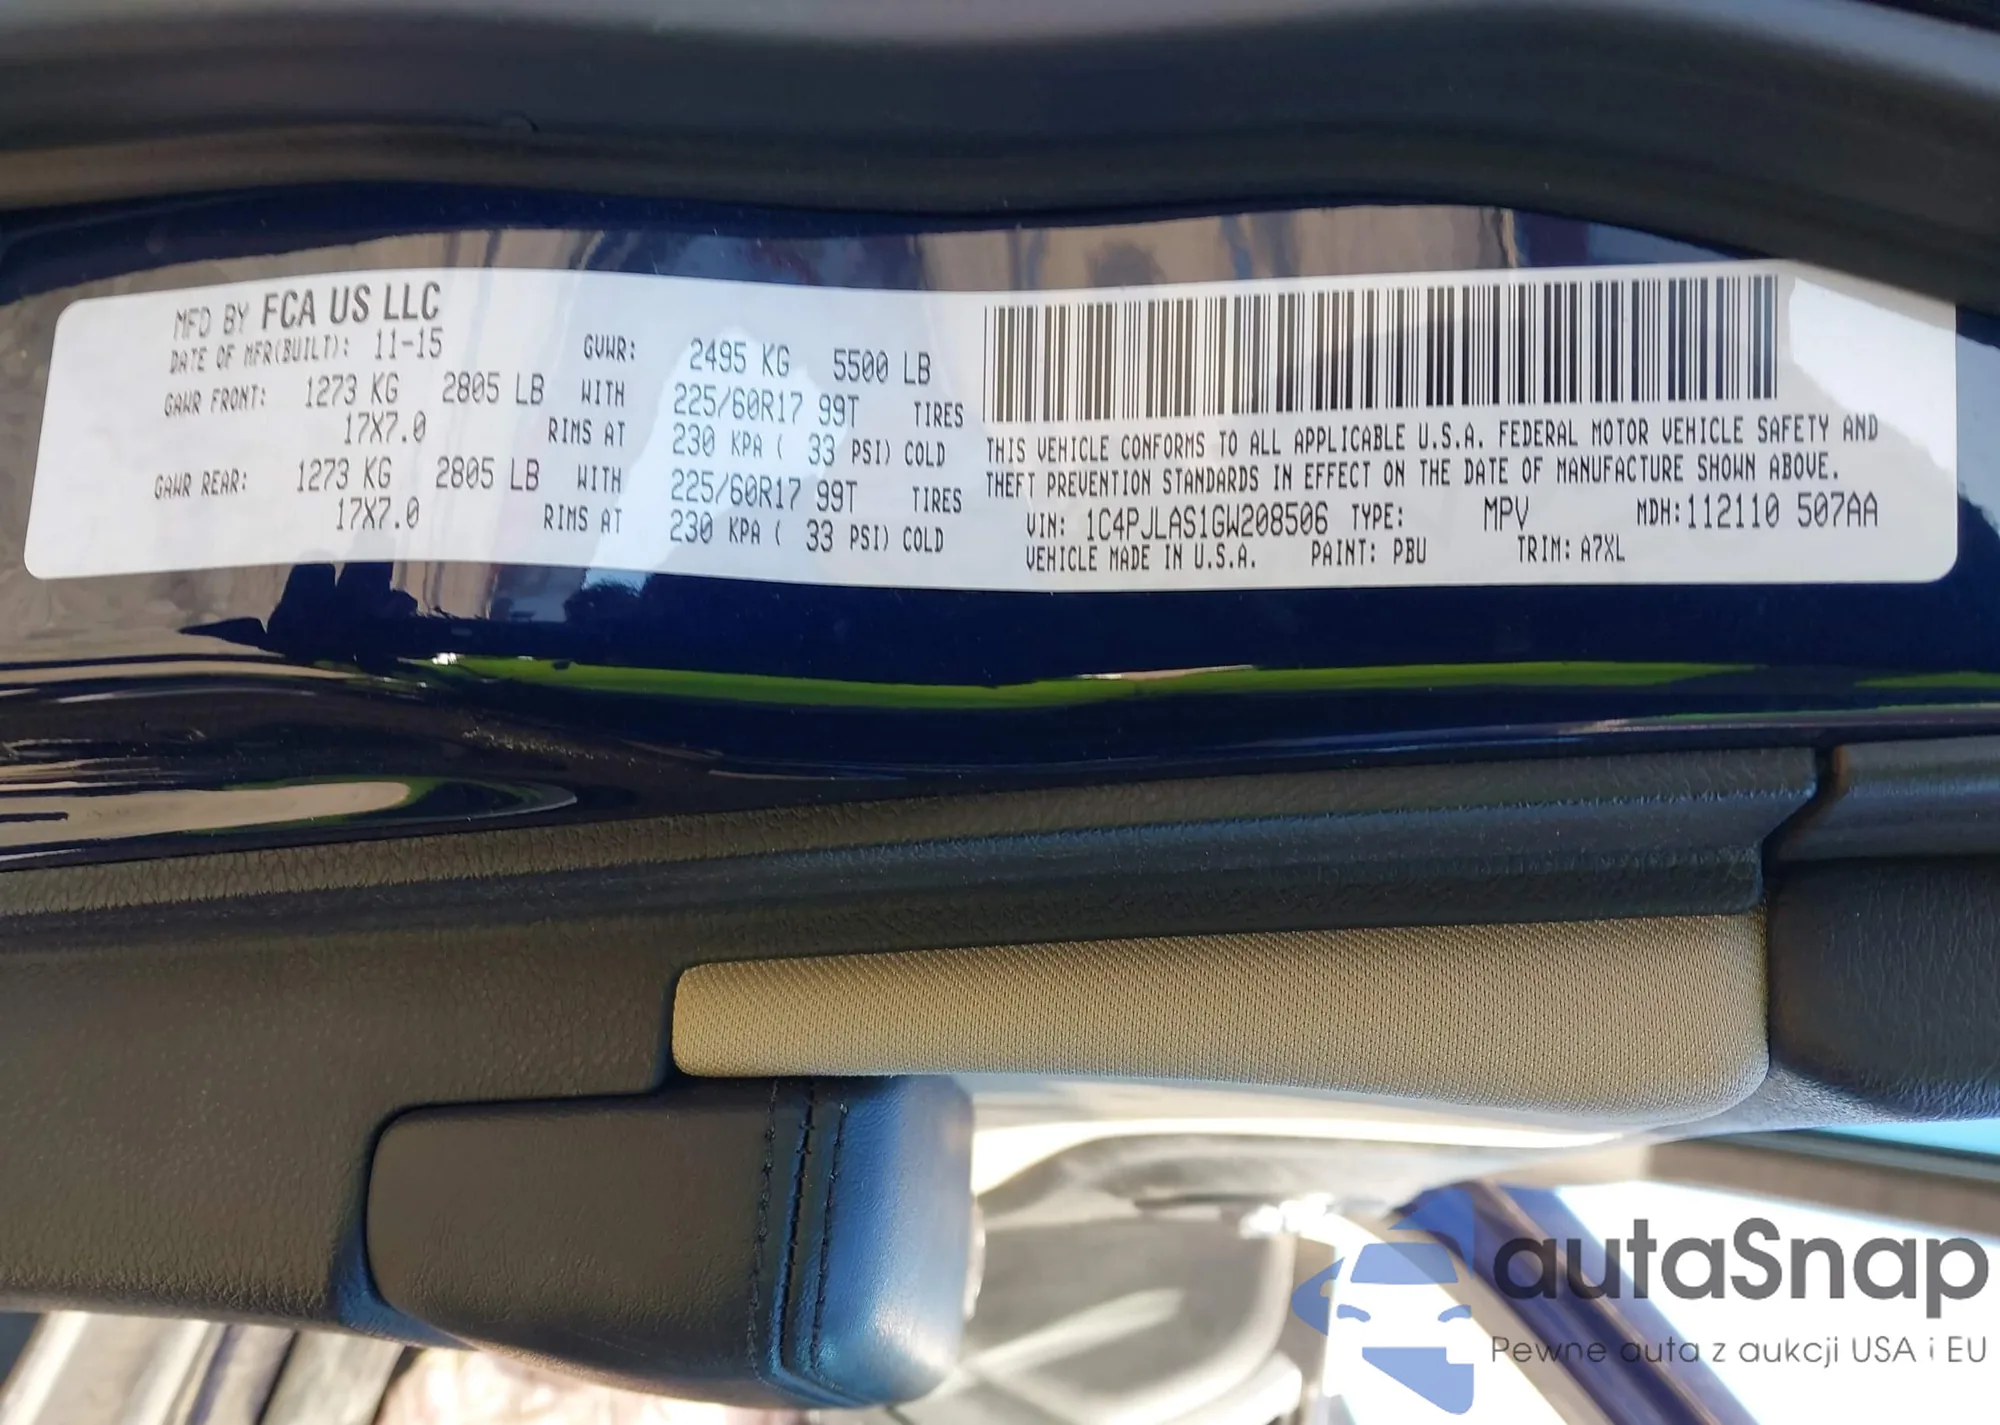 MFD BY FCA US LLC
DATE OF MFR(BUILT): 11-15 GVWR: 2495 KG 5500 LB
GAWR FRONT: 1273 KG 2805 LB WITH 225/60R17 99T TIRES
17X7.0 RIMS AT 230 KPA ( 33 PSI) COLD
GAWR REAR: 1273 KG 2805 LB WITH 225/60R17 99T TIRES
17X7.0 RIMS AT 230 KPA ( 33 PSI) COLD
THIS VEHICLE CONFORMS TO ALL APPLICABLE U.S.A. FEDERAL MOTOR VEHICLE SAFETY AND
THEFT PREVENTION STANDARDS IN EFFECT ON THE DATE OF MANUFACTURE SHOWN ABOVE.
VIN: 1C4PJLAS1GW208506 TYPE: MPV MDH:112110 507AA
VEHICLE MADE IN U.S.A. PAINT: PBU TRIM: A7XL
autaSnap
Pewne auta z aukcji USA i EU